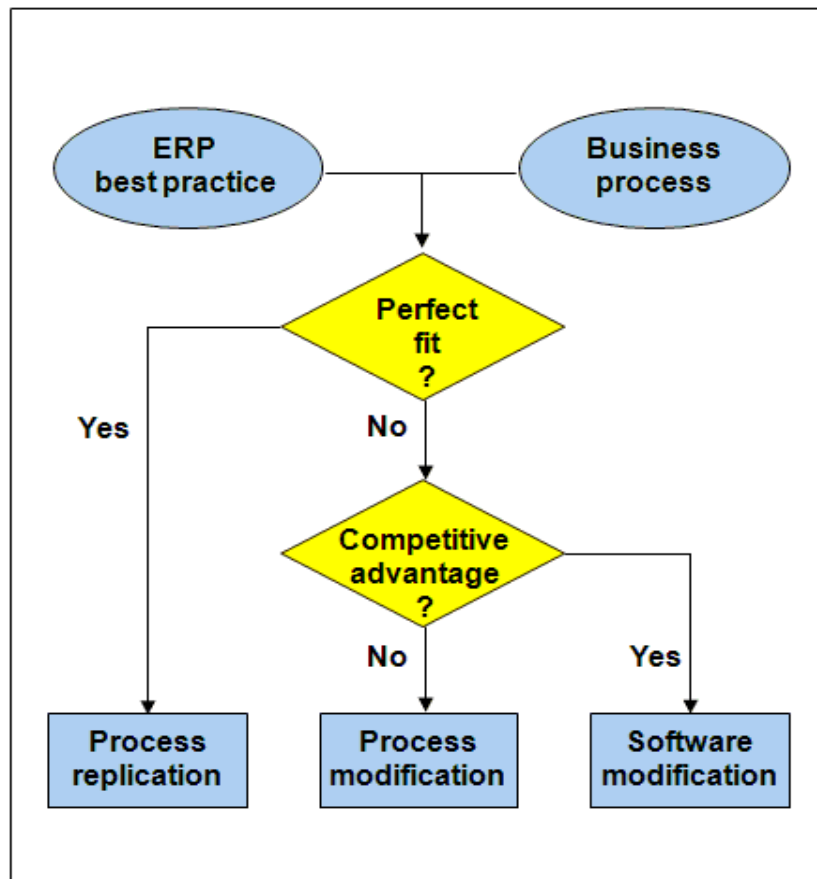 ERP
best practice
Business
process
Perfect
fit
?
Yes
No
Competitive
advantage
?
No
Yes
Process
replication
Process
modification
Software
modification